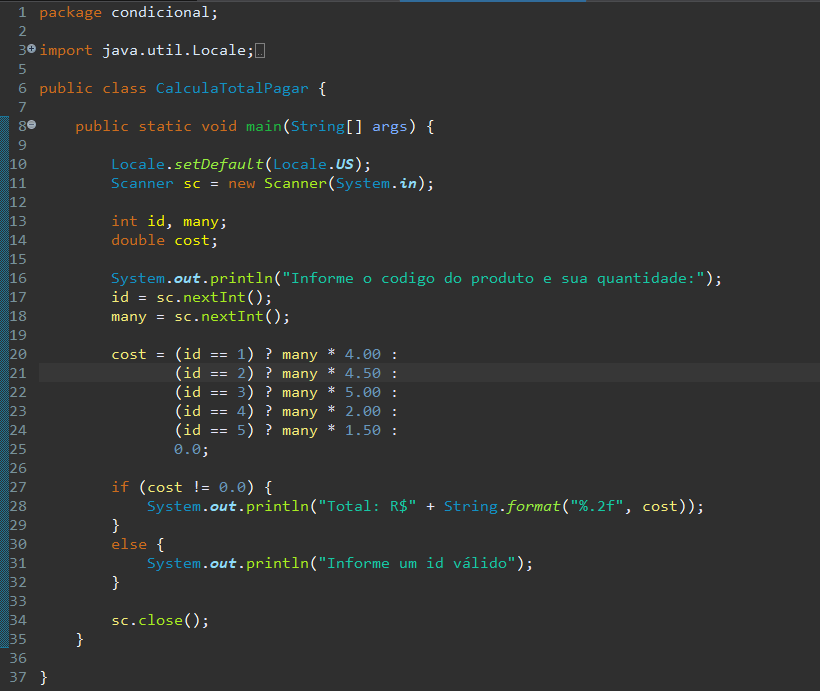 1 package condicional;
2
3 import java.util.Locale;
5
6 public class CalculaTotalPagar {
7
8     public static void main(String[] args) {
9
10         Locale.setDefault(Locale.US);
11         Scanner sc = new Scanner(System.in);
12
13         int id, many;
14         double cost;
15
16         System.out.println("Informe o codigo do produto e sua quantidade:");
17         id = sc.nextInt();
18         many = sc.nextInt();
19
20         cost = (id == 1) ? many * 4.00 :
21                (id == 2) ? many * 4.50 :
22                (id == 3) ? many * 5.00 :
23                (id == 4) ? many * 2.00 :
24                (id == 5) ? many * 1.50 :
25                0.0;
26
27         if (cost != 0.0) {
28             System.out.println("Total: R$" + String.format("%.2f", cost));
29         }
30         else {
31             System.out.println("Informe um id válido");
32         }
33
34         sc.close();
35     }
36
37 }